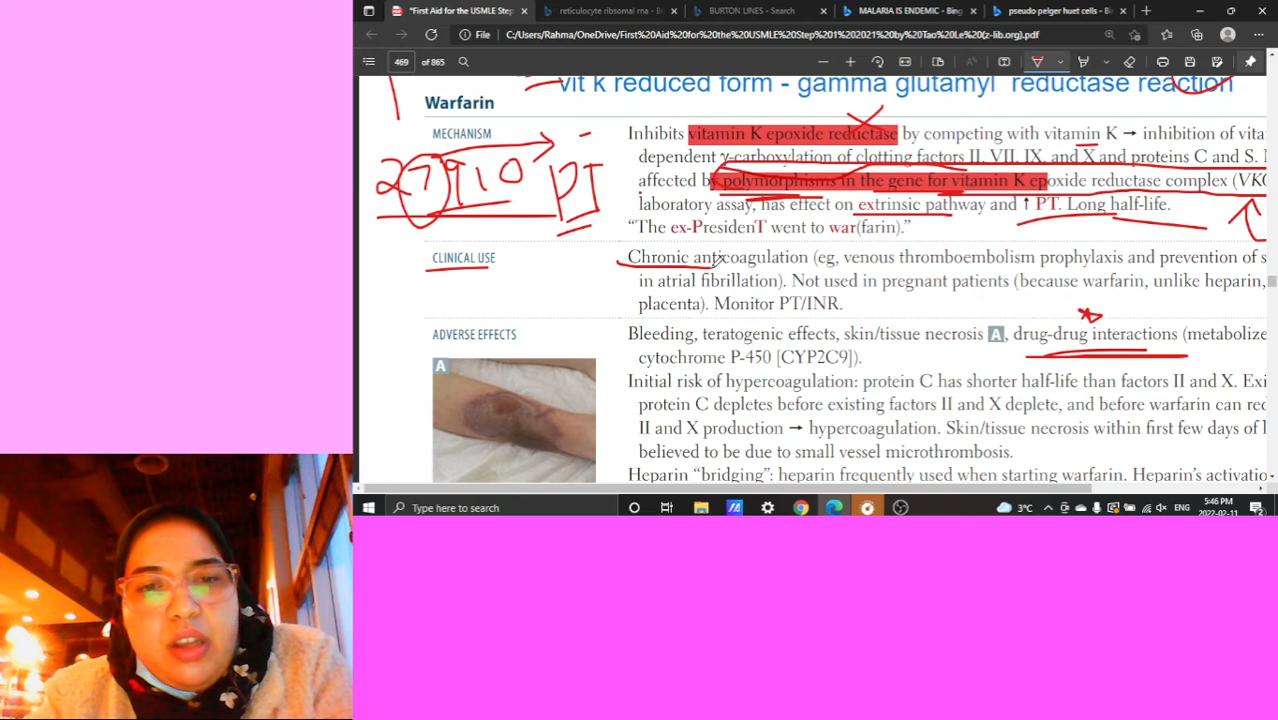 *First Aid for the USMLE Step
reticulocyte ribsomal rna - Bi
BURTON LINES - Search
MALARIA IS ENDEMIC - Bing
pseudo pelger huet cells - Bin
File
C:/Users/Rahma/OneDrive/First%20Aid%20for%20the%20USMLE%20Step%201%202021%20by%20Tao%20Le%20(z-lib.org).pdf
469 of 865
vit k reduced form - gamma glutamyl reductase reaction
Warfarin
MECHANISM
Inhibits vitamin K epoxide reductase by competing with vitamin K → inhibition of vita
dependent γ-carboxylation of clotting factors II, VII, IX, and X and proteins C and S.
affected by polymorphisms in the gene for vitamin K epoxide reductase complex (VKO
laboratory assay, has effect on extrinsic pathway and ↑ PT. Long half-life.
"The ex-PresidenT went to war(farin)."
2 7 9 10 PT
CLINICAL USE
Chronic anticoagulation (eg, venous thromboembolism prophylaxis and prevention of s
in atrial fibrillation). Not used in pregnant patients (because warfarin, unlike heparin,
placenta). Monitor PT/INR.
ADVERSE EFFECTS
Bleeding, teratogenic effects, skin/tissue necrosis A, drug-drug interactions (metabolize
cytochrome P-450 [CYP2C9]).
A
Initial risk of hypercoagulation: protein C has shorter half-life than factors II and X. Exi
protein C depletes before existing factors II and X deplete, and before warfarin can red
II and X production → hypercoagulation. Skin/tissue necrosis within first few days of l
believed to be due to small vessel microthrombosis.
Heparin "bridging": heparin frequently used when starting warfarin. Heparin's activatio
Type here to search
3°C
ENG
5:46 PM
2022-02-11